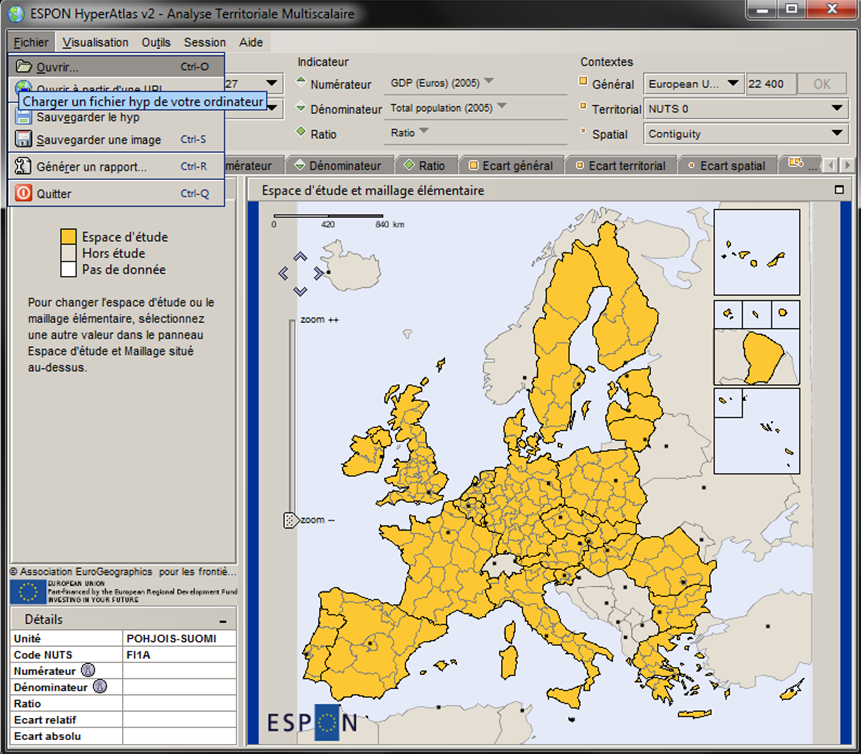 ESPON HyperAtlas v2 - Analyse Territoriale Multiscalaire
Fichier Visualisation Outils Session Aide
Ouvrir... Ctrl-O
Ouvrir à partir d'une URL
Charger un fichier hyp de votre ordinateur
Sauvegarder le hyp
Sauvegarder une image Ctrl-S
Générer un rapport... Ctrl-R
Quitter Ctrl-Q
27
Indicateur
Numérateur GDP (Euros) (2005)
Dénominateur Total population (2005)
Ratio Ratio
Contextes
Général European U... 22 400 OK
Territorial NUTS 0
Spatial Contiguity
mérateur Dénominateur Ratio Ecart général Ecart territorial Ecart spatial ...
Espace d'étude
Hors étude
Pas de donnée
Pour changer l'espace d'étude ou le
maillage élémentaire, sélectionnez
une autre valeur dans le panneau
Espace d'étude et Maillage situé
au-dessus.
© Association EuroGeographics pour les frontié...
EUROPEAN UNION
Part-financed by the European Regional Development Fund
INVESTING IN YOUR FUTURE
Détails
Unité POHJOIS-SUOMI
Code NUTS FI1A
Numérateur
Dénominateur
Ratio
Ecart relatif
Ecart absolu
Espace d'étude et maillage élémentaire
0 420 840 km
zoom ++
zoom --
ESPON